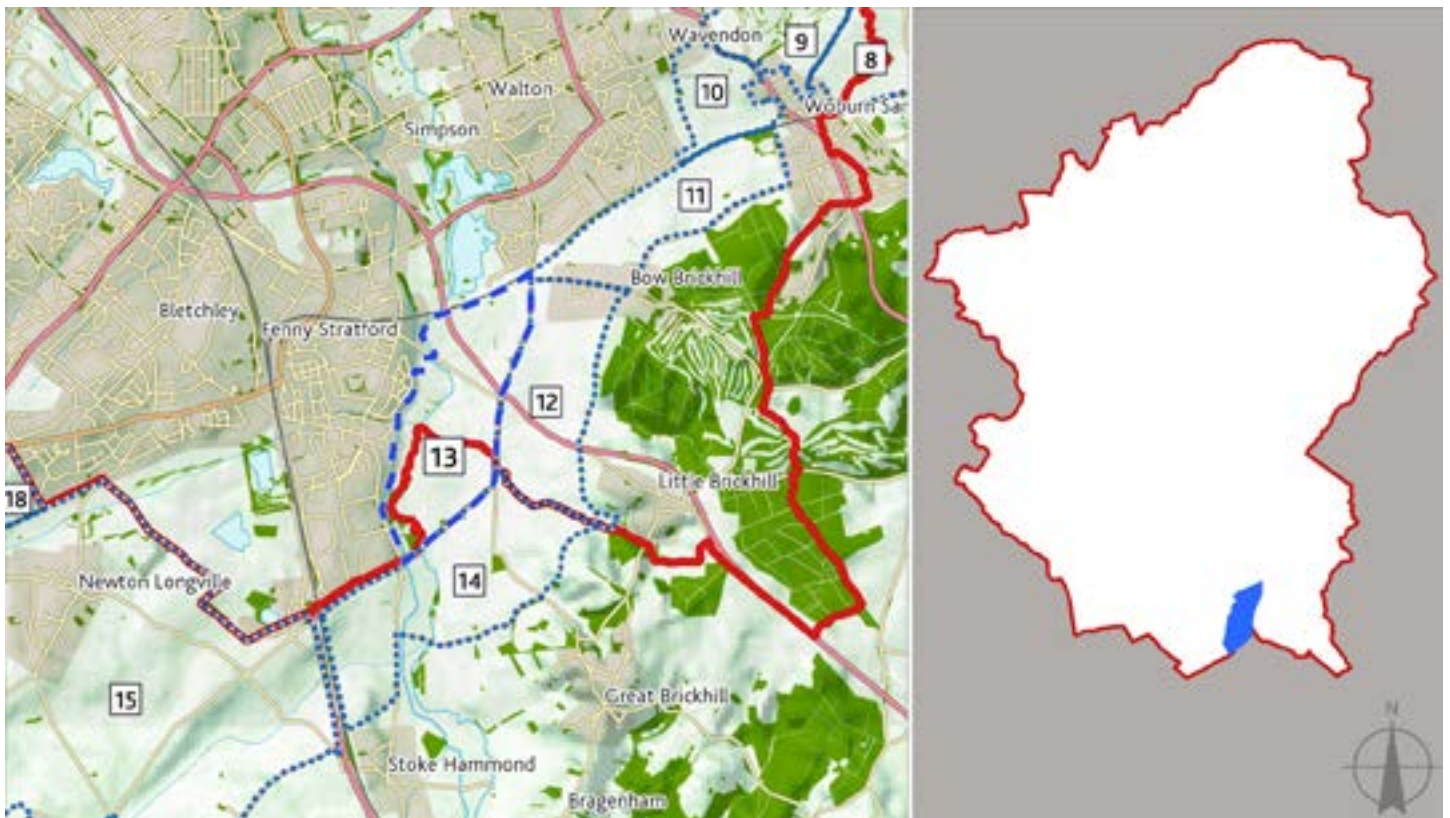 Wavendon
9
8
10
Walton
Woburn Sa
Simpson
11
Bow Brickhill
Bletchley
Fenny Stratford
12
13
Little Brickhill
18
Newton Longville
14
15
Great Brickhill
Stoke Hammond
Bragenham
N